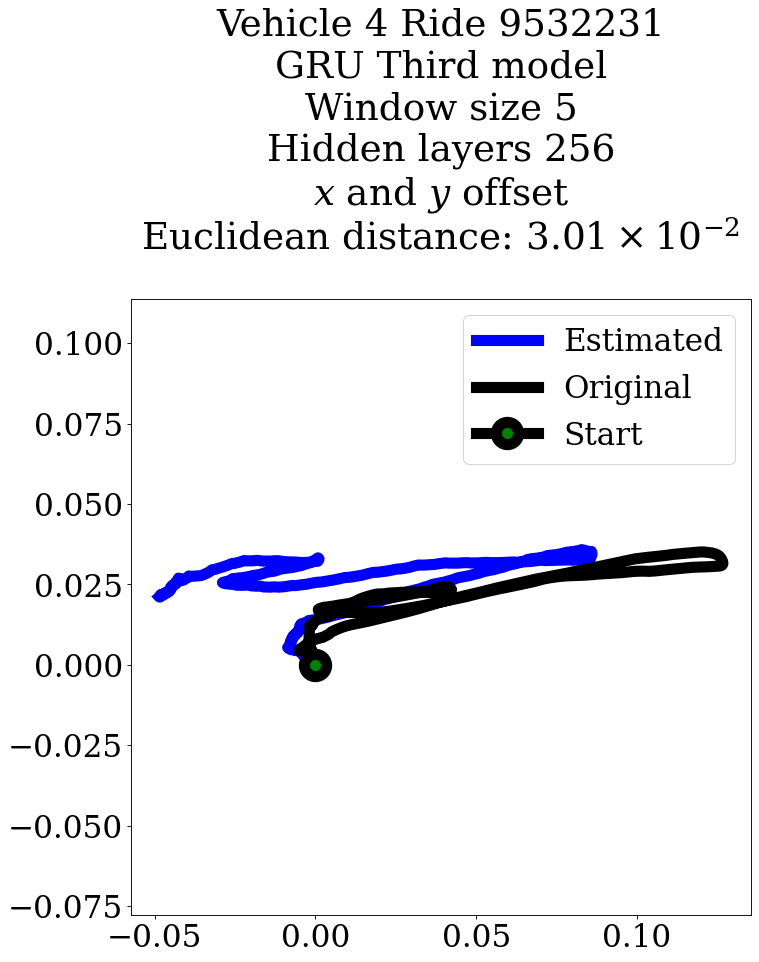 Vehicle 4 Ride 9532231
GRU Third model
Window size 5
Hidden layers 256
x and y offset
Euclidean distance: 3.01 × 10⁻²
Estimated
Original
Start
0.100
0.075
0.050
0.025
0.000
−0.025
−0.050
−0.075
−0.05 0.00 0.05 0.10